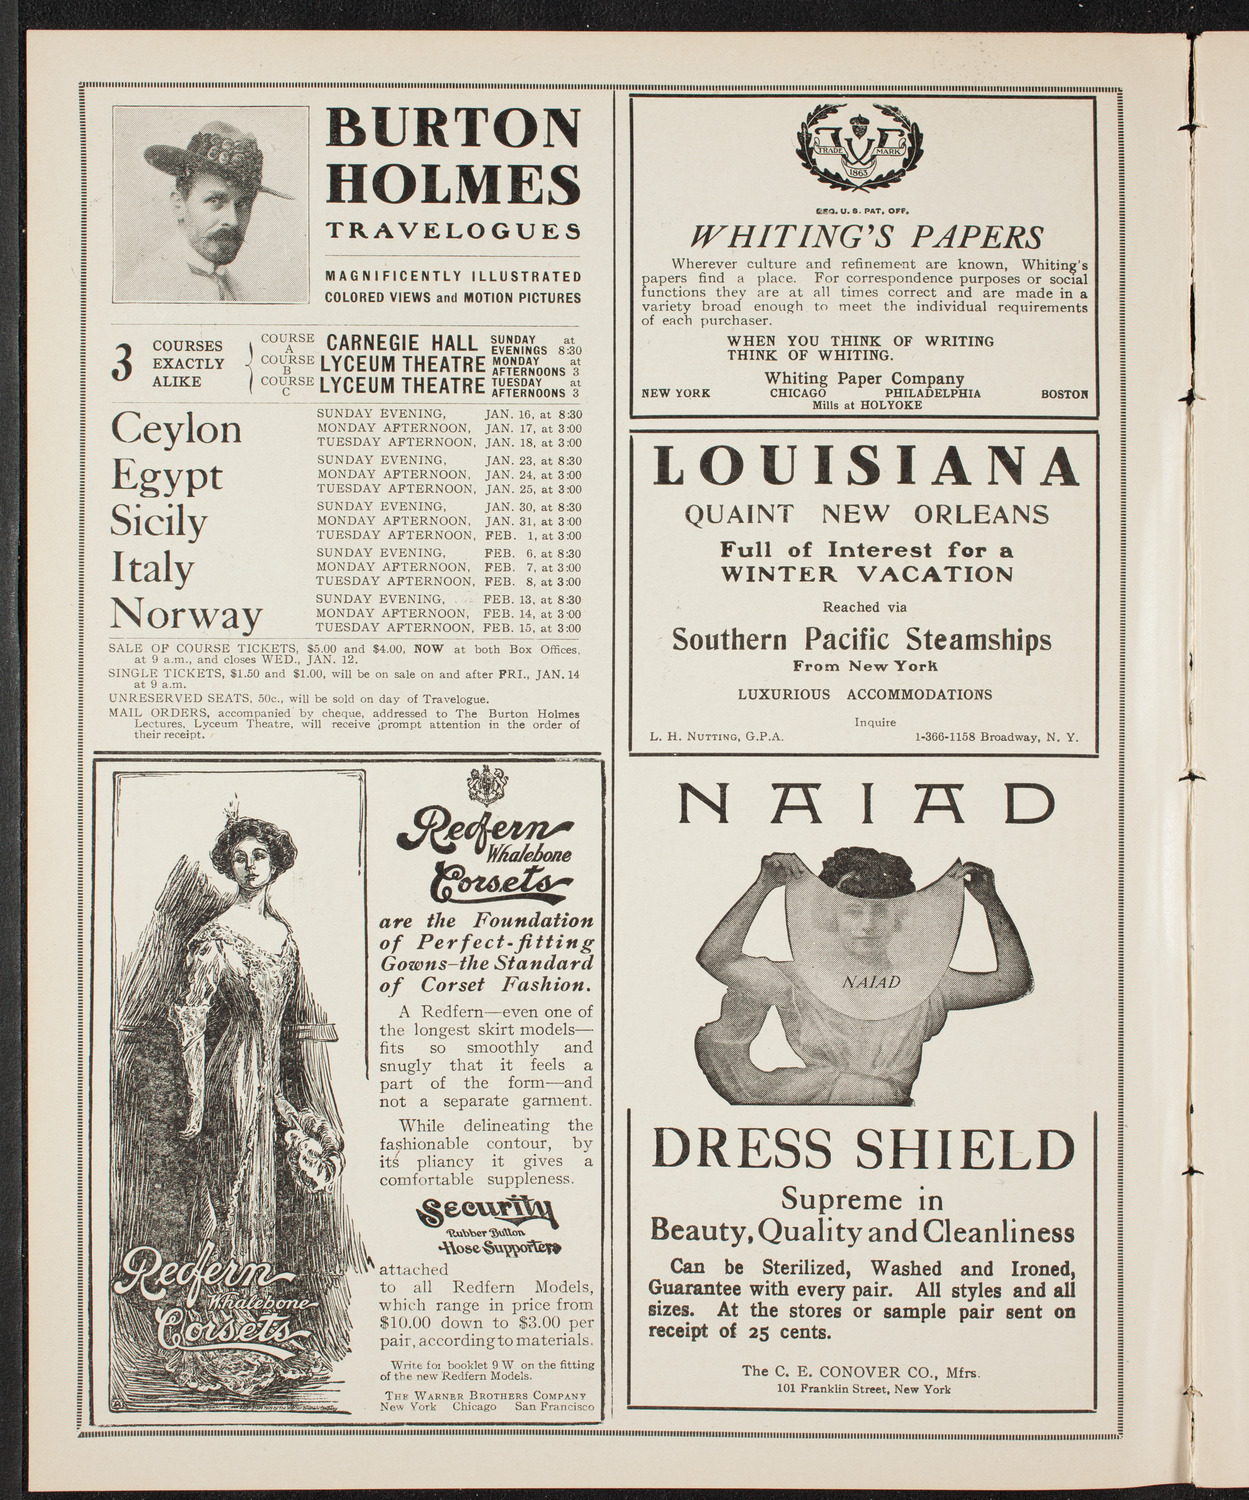 BURTON
HOLMES
TRAVELOGUES
MAGNIFICENTLY ILLUSTRATED
COLORED VIEWS and MOTION PICTURES
3 COURSES EXACTLY ALIKE
COURSE A CARNEGIE HALL SUNDAY EVENINGS at 8:30
COURSE B LYCEUM THEATRE MONDAY AFTERNOONS at 3
COURSE C LYCEUM THEATRE TUESDAY AFTERNOONS at 3
Ceylon
SUNDAY EVENING, JAN. 16, at 8:30
MONDAY AFTERNOON, JAN. 17, at 3:00
TUESDAY AFTERNOON, JAN. 18, at 3:00
Egypt
SUNDAY EVENING, JAN. 23, at 8:30
MONDAY AFTERNOON, JAN. 24, at 3:00
TUESDAY AFTERNOON, JAN. 25, at 3:00
Sicily
SUNDAY EVENING, JAN. 30, at 8:30
MONDAY AFTERNOON, JAN. 31, at 3:00
TUESDAY AFTERNOON, FEB. 1, at 3:00
Italy
SUNDAY EVENING, FEB. 6, at 8:30
MONDAY AFTERNOON, FEB. 7, at 3:00
TUESDAY AFTERNOON, FEB. 8, at 3:00
Norway
SUNDAY EVENING, FEB. 13, at 8:30
MONDAY AFTERNOON, FEB. 14, at 3:00
TUESDAY AFTERNOON, FEB. 15, at 3:00
SALE OF COURSE TICKETS, $5.00 and $4.00, NOW at both Box Offices,
at 9 a.m., and closes WED., JAN. 12.
SINGLE TICKETS, $1.50 and $1.00, will be on sale on and after FRI., JAN. 14
at 9 a.m.
UNRESERVED SEATS, 50c., will be sold on day of Travelogue.
MAIL ORDERS, accompanied by cheque, addressed to The Burton Holmes
Lectures, Lyceum Theatre, will receive prompt attention in the order of
their receipt.
Redfern
Whalebone
Corsets
are the Foundation
of Perfect-fitting
Gowns—the Standard
of Corset Fashion.
A Redfern—even one of
the longest skirt models—
fits so smoothly and
snugly that it feels a
part of the form—and
not a separate garment.
While delineating the
fashionable contour, by
its pliancy it gives a
comfortable suppleness.
Security
Rubber Button
Hose Supporters
attached
to all Redfern Models,
which range in price from
$10.00 down to $3.00 per
pair, according to materials.
Write for booklet 9 W on the fitting
of the new Redfern Models.
THE WARNER BROTHERS COMPANY
New York Chicago San Francisco
Redfern
Whalebone
Corsets
TRADE MARK
1863
REG. U. S. PAT. OFF.
WHITING'S PAPERS
Wherever culture and refinement are known, Whiting's
papers find a place. For correspondence purposes or social
functions they are at all times correct and are made in a
variety broad enough to meet the individual requirements
of each purchaser.
WHEN YOU THINK OF WRITING
THINK OF WHITING.
Whiting Paper Company
NEW YORK CHICAGO PHILADELPHIA BOSTON
Mills at HOLYOKE
LOUISIANA
QUAINT NEW ORLEANS
Full of Interest for a
WINTER VACATION
Reached via
Southern Pacific Steamships
From New York
LUXURIOUS ACCOMMODATIONS
Inquire
L. H. NUTTING, G.P.A. 1-366-1158 Broadway, N. Y.
NAIAD
NAIAD
DRESS SHIELD
Supreme in
Beauty, Quality and Cleanliness
Can be Sterilized, Washed and Ironed,
Guarantee with every pair. All styles and all
sizes. At the stores or sample pair sent on
receipt of 25 cents.
The C. E. CONOVER CO., Mfrs.
101 Franklin Street, New York